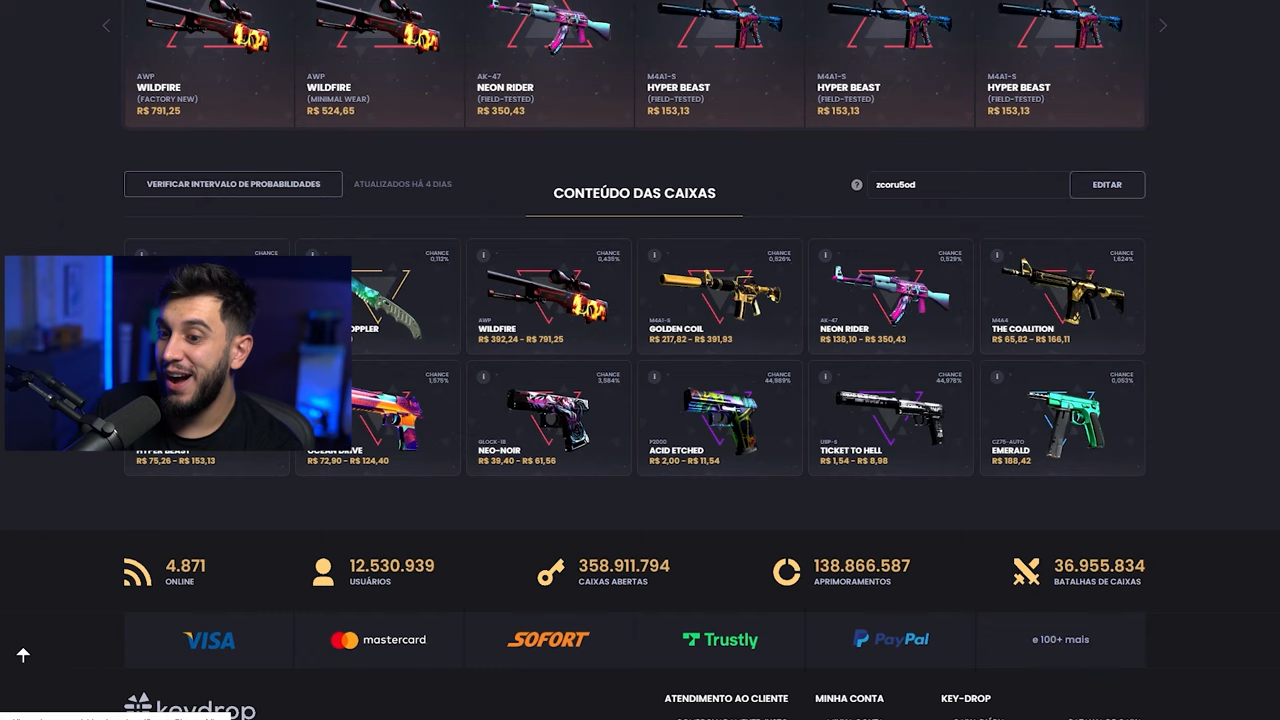 AWP
WILDFIRE
(FACTORY NEW)
R$ 791,25
AWP
WILDFIRE
(MINIMAL WEAR)
R$ 524,65
AK-47
NEON RIDER
(FIELD-TESTED)
R$ 350,43
M4A1-S
HYPER BEAST
(FIELD-TESTED)
R$ 153,13
M4A1-S
HYPER BEAST
(FIELD-TESTED)
R$ 153,13
M4A1-S
HYPER BEAST
(FIELD-TESTED)
R$ 153,13
VERIFICAR INTERVALO DE PROBABILIDADES
ATUALIZADOS HÁ 4 DIAS
CONTEÚDO DAS CAIXAS
?
zcoru5od
EDITAR
CHANCE
CHANCE
0,112%
OPPLER
CHANCE
0,435%
AWP
WILDFIRE
R$ 392,24 - R$ 791,25
CHANCE
0,526%
M4A1-S
GOLDEN COIL
R$ 217,82 - R$ 391,93
CHANCE
0,529%
AK-47
NEON RIDER
R$ 138,10 - R$ 350,43
CHANCE
1,624%
M4A4
THE COALITION
R$ 65,82 - R$ 166,11
HYPER BEAST
R$ 75,26 - R$ 153,13
CHANCE
1,575%
OCEAN DRIVE
R$ 72,90 - R$ 124,40
CHANCE
3,584%
GLOCK-18
NEO-NOIR
R$ 39,40 - R$ 61,56
CHANCE
44,989%
P2000
ACID ETCHED
R$ 2,00 - R$ 11,54
CHANCE
44,978%
USP-S
TICKET TO HELL
R$ 1,54 - R$ 8,98
CHANCE
0,053%
CZ75-AUTO
EMERALD
R$ 188,42
4.871
ONLINE
12.530.939
USUÁRIOS
358.911.794
CAIXAS ABERTAS
138.866.587
APRIMORAMENTOS
36.955.834
BATALHAS DE CAIXAS
VISA
mastercard
SOFORT
Trustly
PayPal
e 100+ mais
keydrop
ATENDIMENTO AO CLIENTE
MINHA CONTA
KEY-DROP